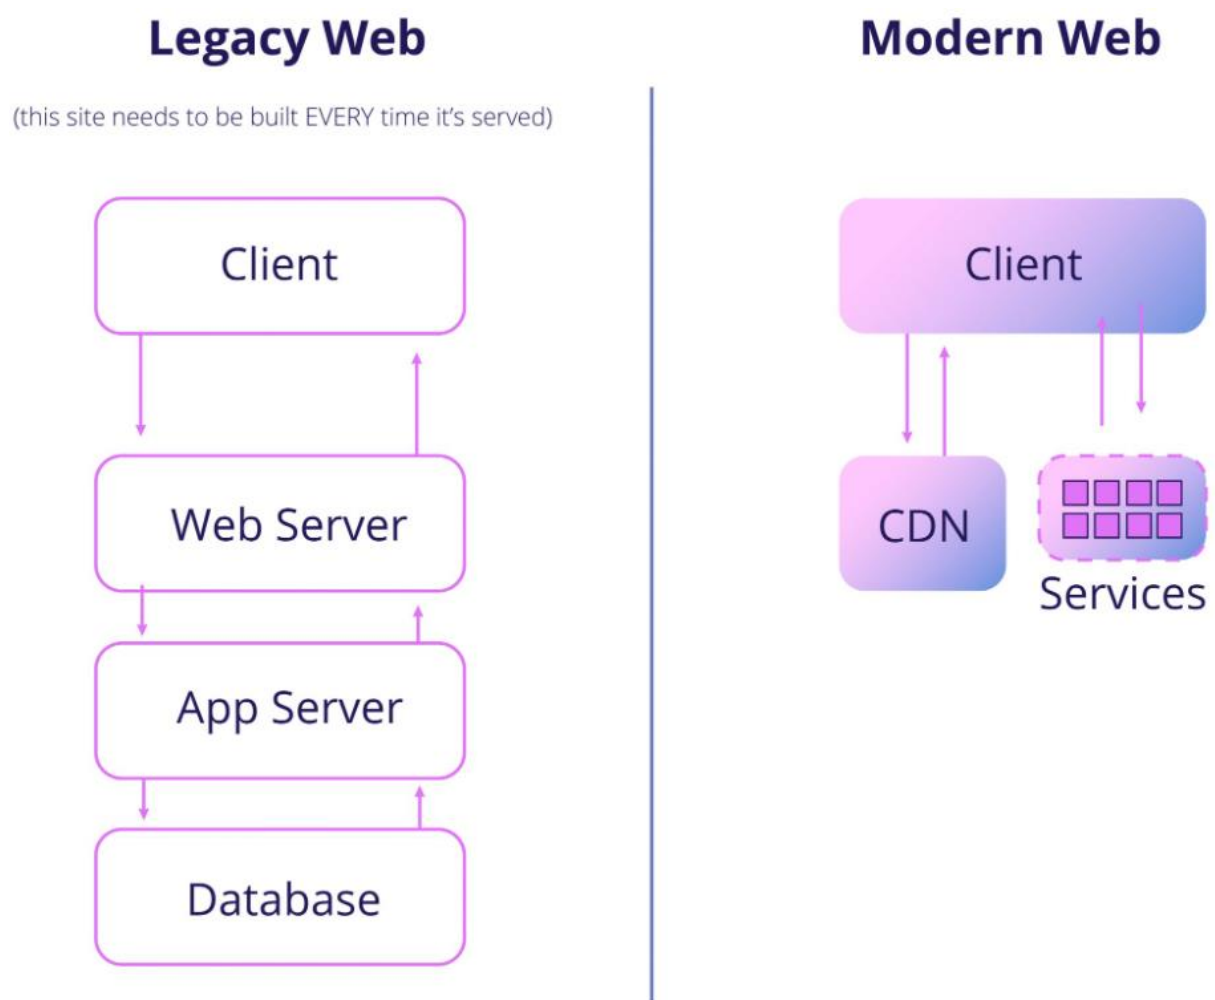 Legacy Web
(this site needs to be built EVERY time it's served)
Client
Web Server
App Server
Database
Modern Web
Client
CDN
Services